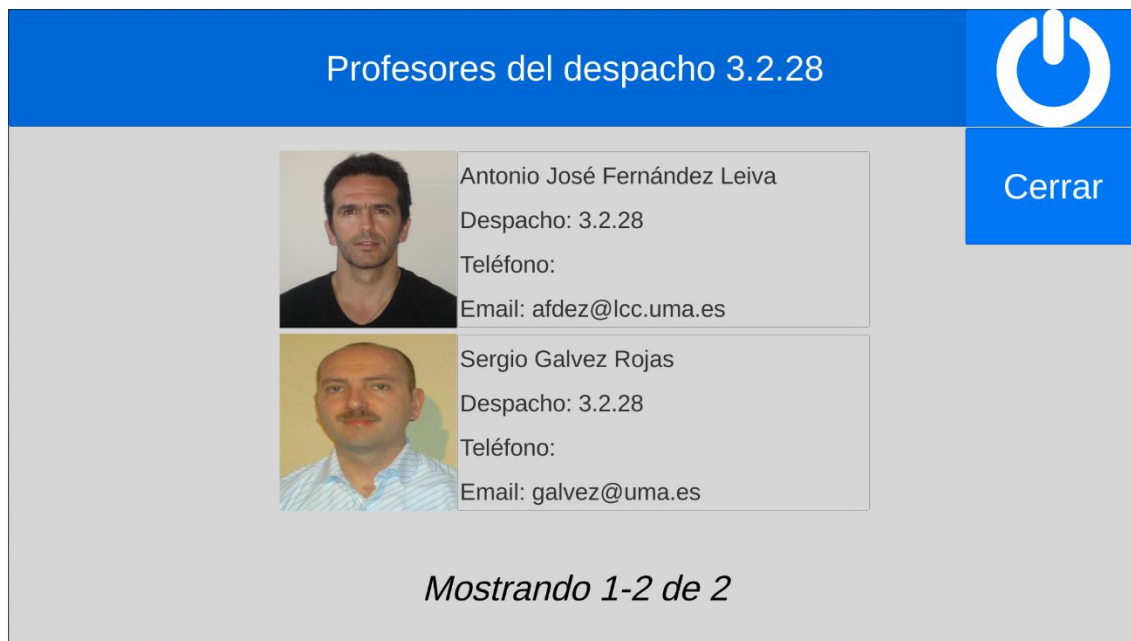 Profesores del despacho 3.2.28
Cerrar
Antonio José Fernández Leiva
Despacho: 3.2.28
Teléfono:
Email: afdez@lcc.uma.es
Sergio Galvez Rojas
Despacho: 3.2.28
Teléfono:
Email: galvez@uma.es
Mostrando 1-2 de 2